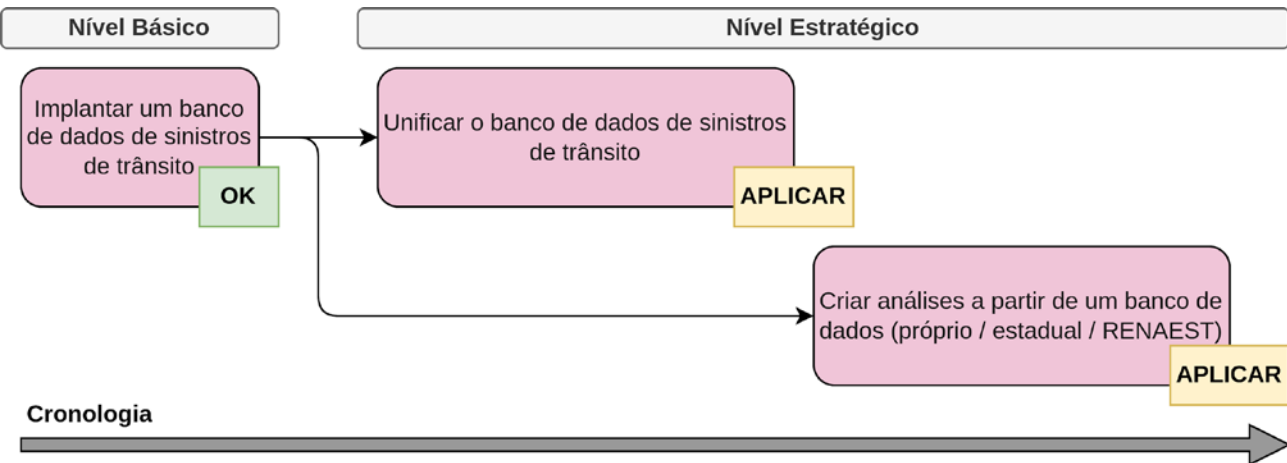 Nível Básico
Nível Estratégico
Implantar um banco
de dados de sinistros
de trânsito
OK
Unificar o banco de dados de sinistros
de trânsito
APLICAR
Criar análises a partir de um banco de
dados (próprio / estadual / RENAEST)
APLICAR
Cronologia